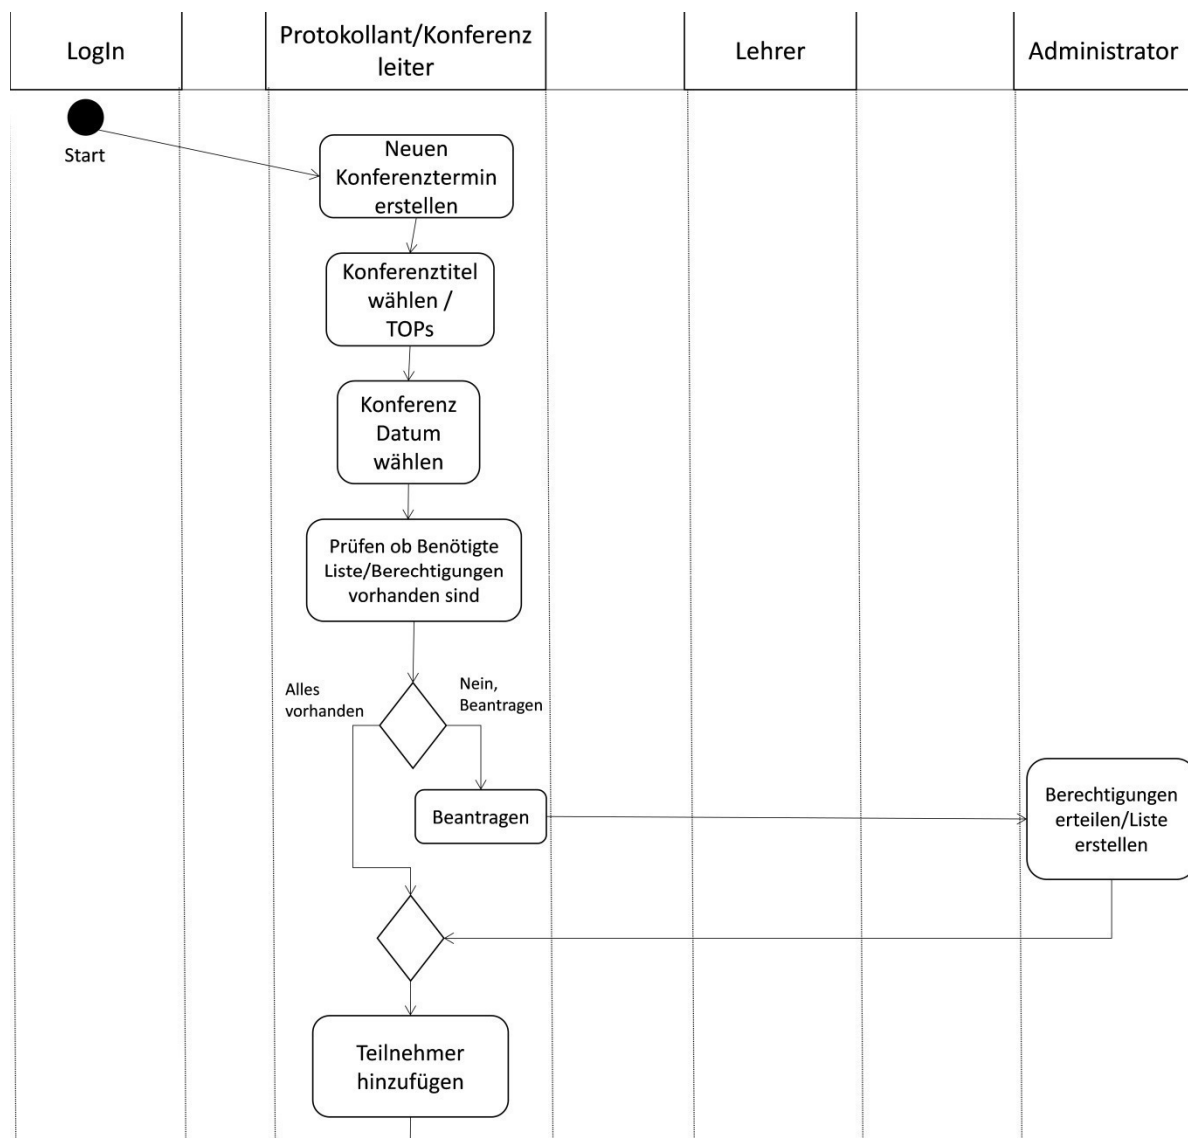 LogIn
Protokollant/Konferenz
leiter
Lehrer
Administrator
Start
Neuen
Konferenztermin
erstellen
Konferenztitel
wählen /
TOPs
Konferenz
Datum
wählen
Prüfen ob Benötigte
Liste/Berechtigungen
vorhanden sind
Alles
vorhanden
Nein,
Beantragen
Beantragen
Berechtigungen
erteilen/Liste
erstellen
Teilnehmer
hinzufügen